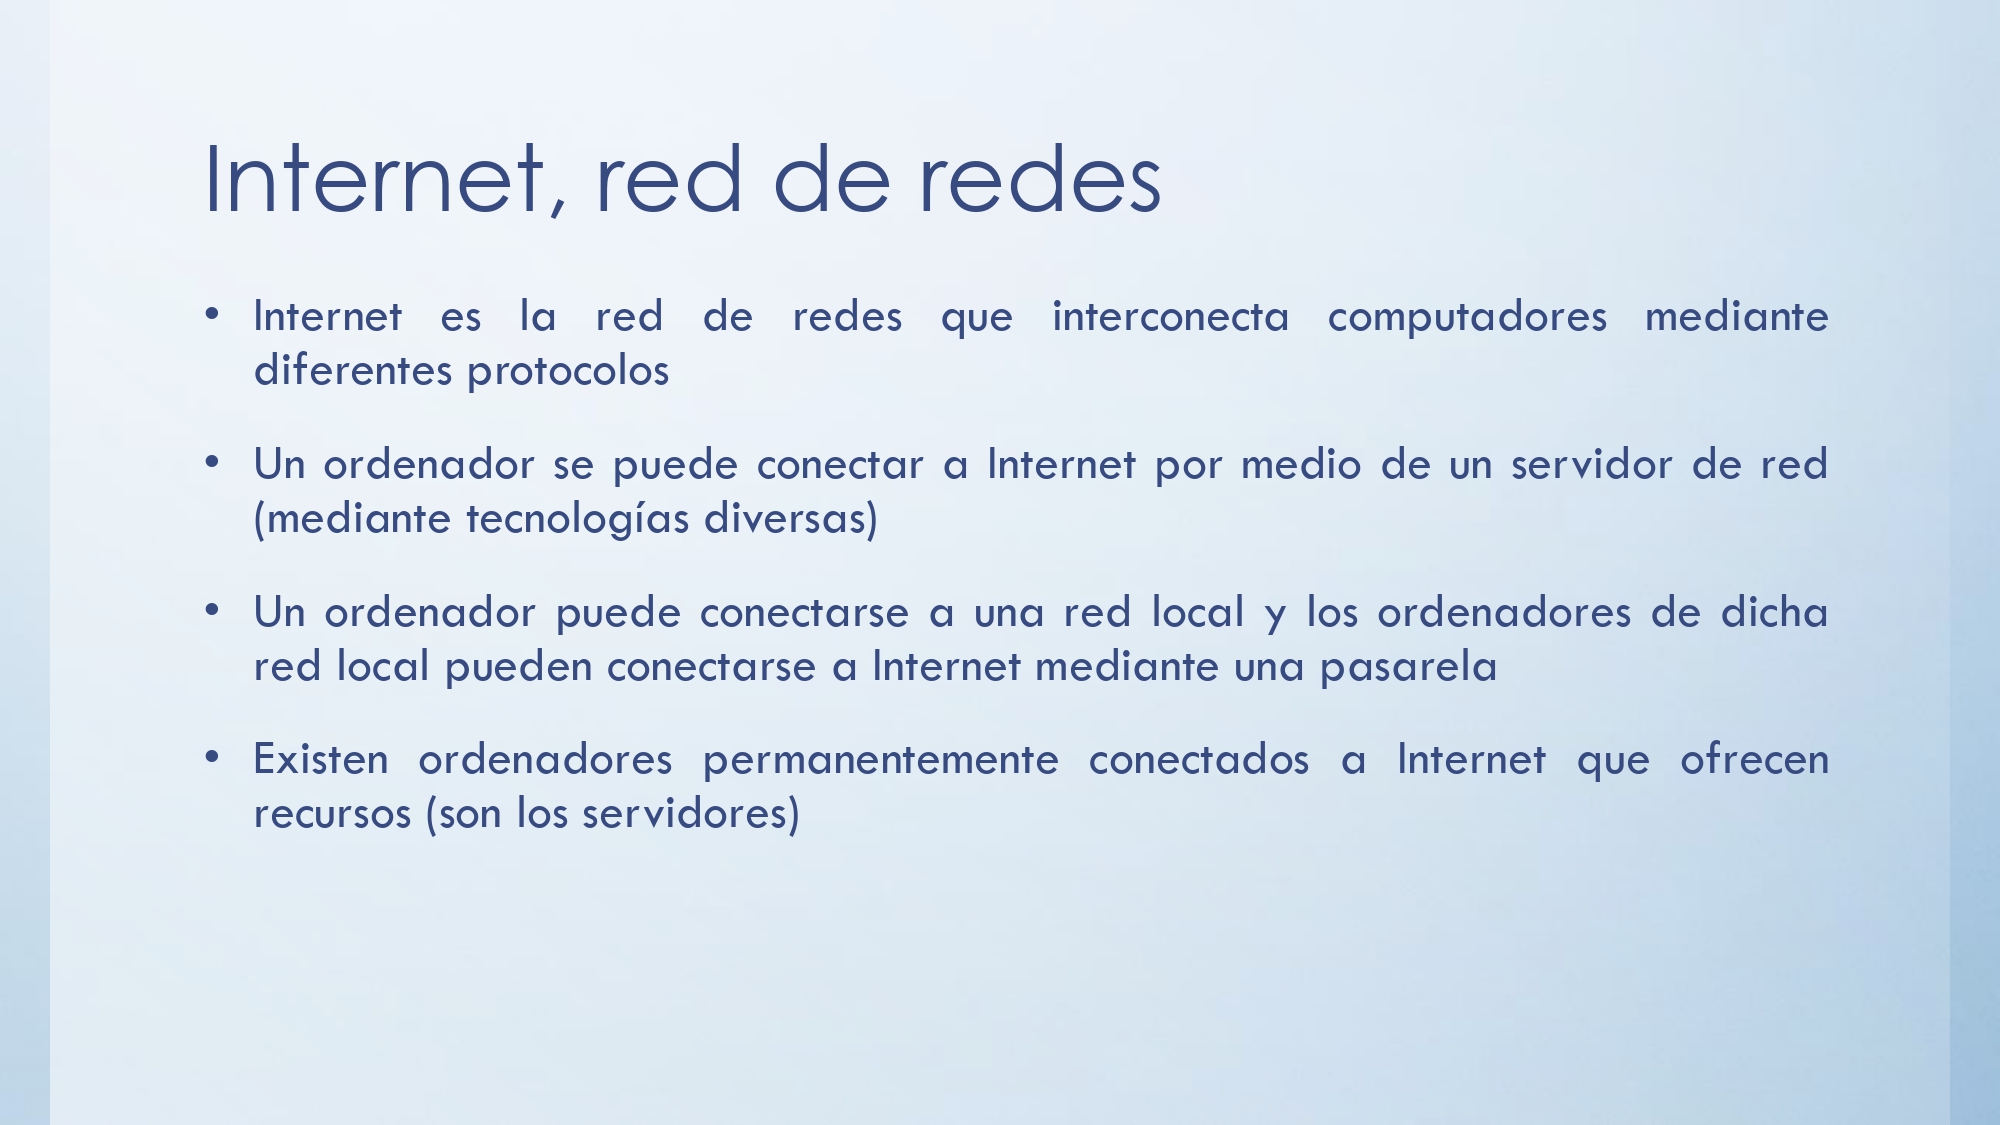 Internet, red de redes
• Internet es la red de redes que interconecta computadores mediante
diferentes protocolos
• Un ordenador se puede conectar a Internet por medio de un servidor de red
(mediante tecnologías diversas)
• Un ordenador puede conectarse a una red local y los ordenadores de dicha
red local pueden conectarse a Internet mediante una pasarela
• Existen ordenadores permanentemente conectados a Internet que ofrecen
recursos (son los servidores)